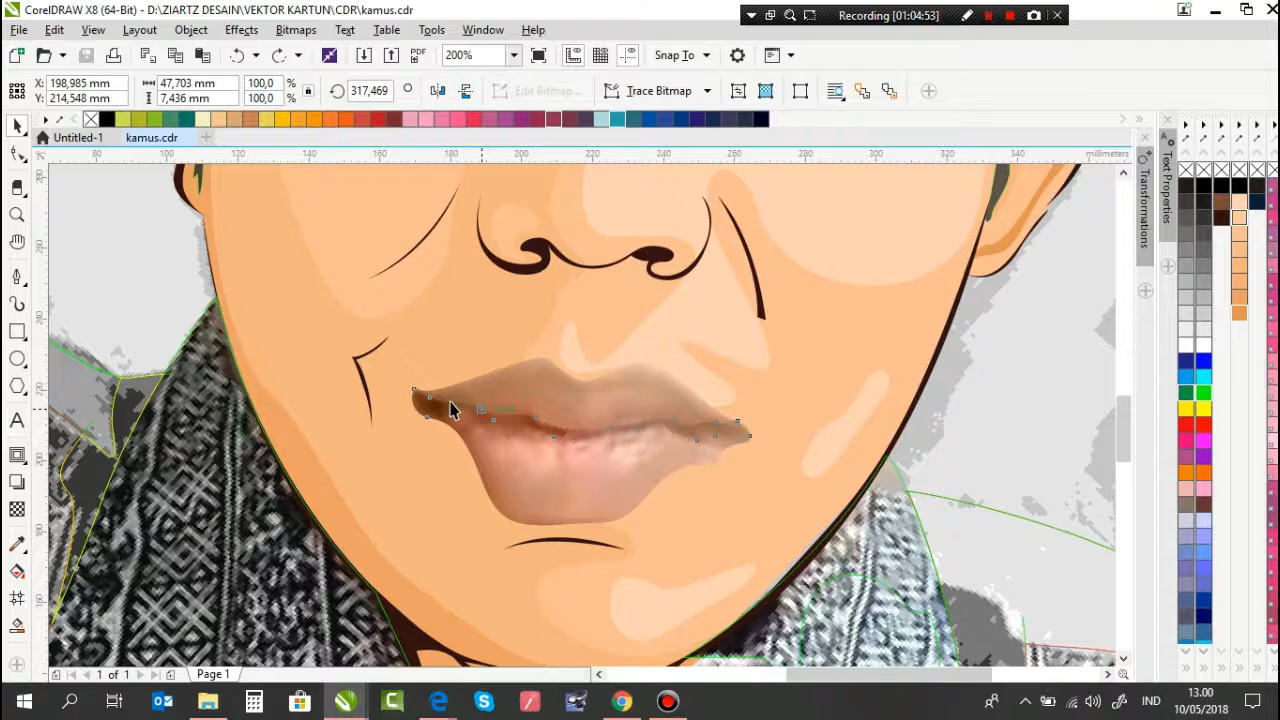 CorelDRAW X8 (64-Bit) - D:\ZIARTZ DESAIN\VEKTOR KARTUN\CDR\kamus.cdr
Recording [01:04:53]
File Edit View Layout Object Effects Bitmaps Text Table Tools Window Help
PDF 200% Snap To
X: 198,985 mm 47,703 mm 100,0 % 317,469 Edit Bitmap... Trace Bitmap
Y: 214,548 mm 7,436 mm 100,0 %
Untitled-1 kamus.cdr
80 100 120 140 160 180 200 220 240 260 280 300 320 340 millimeters
Text Properties
Transformations
1 of 1 Page 1
IND
13.00
10/05/2018